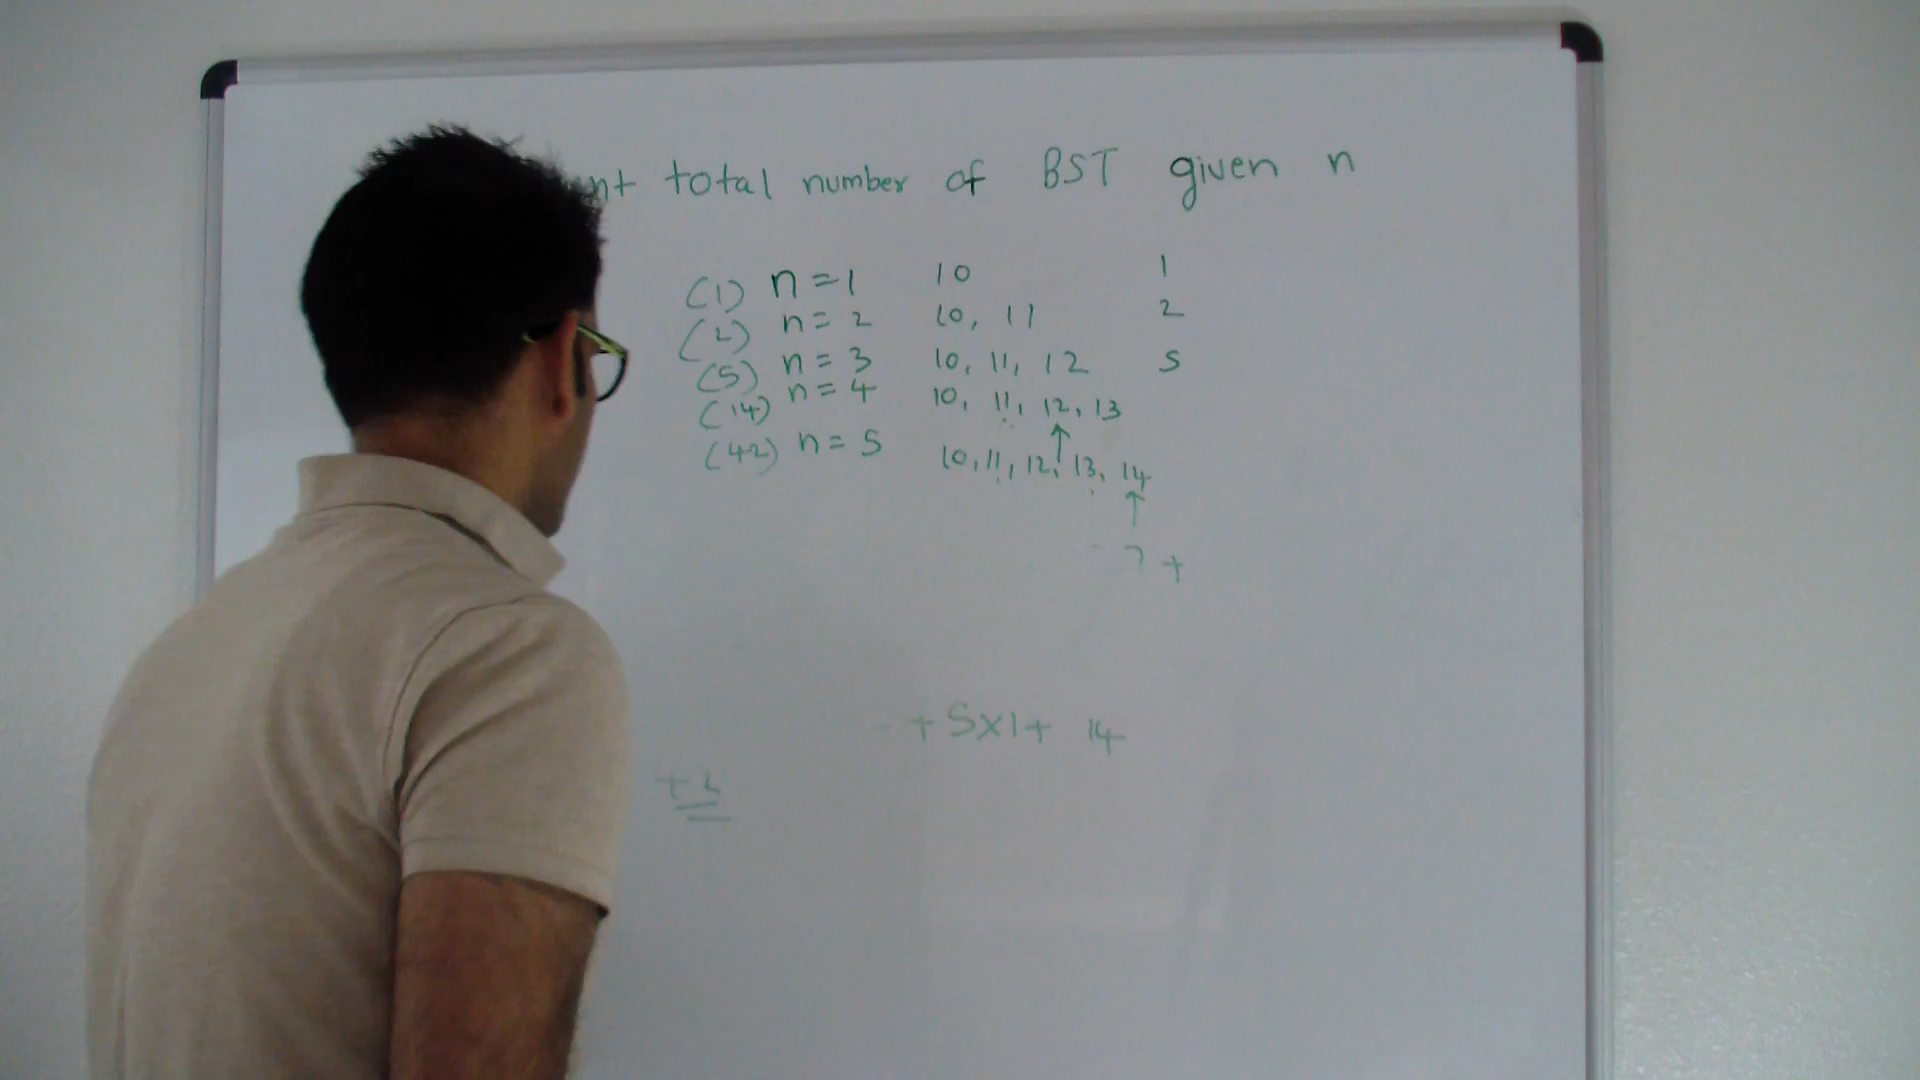 nt total number of BST given n
(1) n=1 10 1
(2) n=2 10, 11 2
(5) n=3 10, 11, 12 5
(14) n=4 10, 11, 12, 13
(42) n=5 10, 11, 12, 13, 14
? +
+ 5x1 + 14